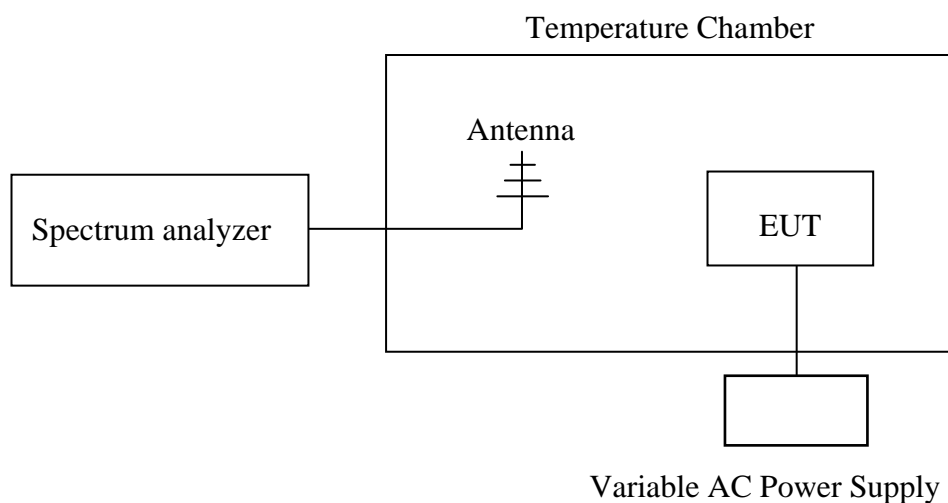 Temperature Chamber
Antenna
Spectrum analyzer
EUT
Variable AC Power Supply